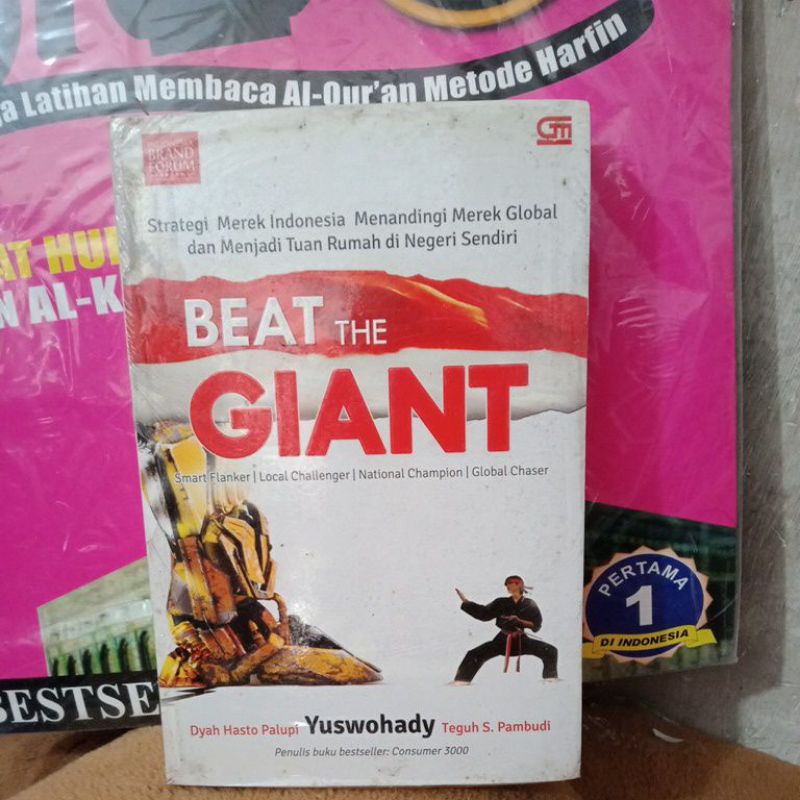 Latihan Membaca Al-Qur'an Metode Harfin
BRAND
FORUM
GM
Strategi Merek Indonesia Menandingi Merek Global
dan Menjadi Tuan Rumah di Negeri Sendiri
BEAT THE
GIANT
Smart Flanker | Local Challenger | National Champion | Global Chaser
AT HU
N AL-K
PERTAMA
1
DI INDONESIA
BESTSE
Dyah Hasto Palupi Yuswohady Teguh S. Pambudi
Penulis buku bestseller: Consumer 3000